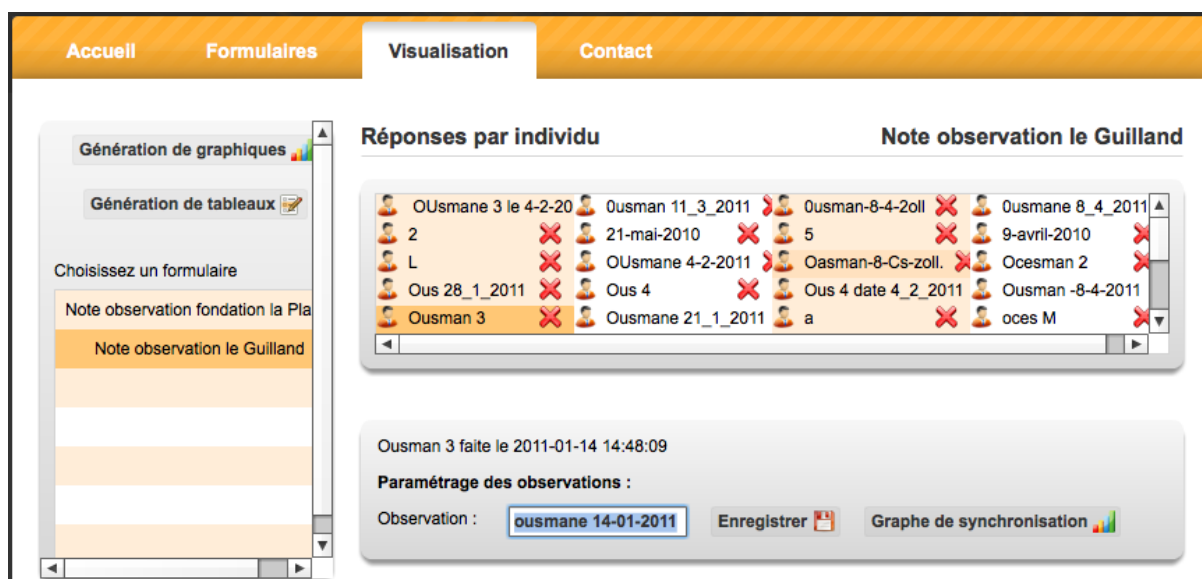 Accueil Formulaires Visualisation Contact
Génération de graphiques
Génération de tableaux
Choisissez un formulaire
Note observation fondation la Pla
Note observation le Guilland
Réponses par individu Note observation le Guilland
OUsmane 3 le 4-2-20 0usman 11_3_2011 0usman-8-4-2oll 0usmane 8_4_2011
2 21-mai-2010 5 9-avril-2010
L OUsmane 4-2-2011 Oasman-8-Cs-zoll. Ocesman 2
Ous 28_1_2011 Ous 4 Ous 4 date 4_2_2011 Ousman -8-4-2011
Ousman 3 Ousmane 21_1_2011 a oces M
Ousman 3 faite le 2011-01-14 14:48:09
Paramétrage des observations :
Observation : ousmane 14-01-2011 Enregistrer Graphe de synchronisation